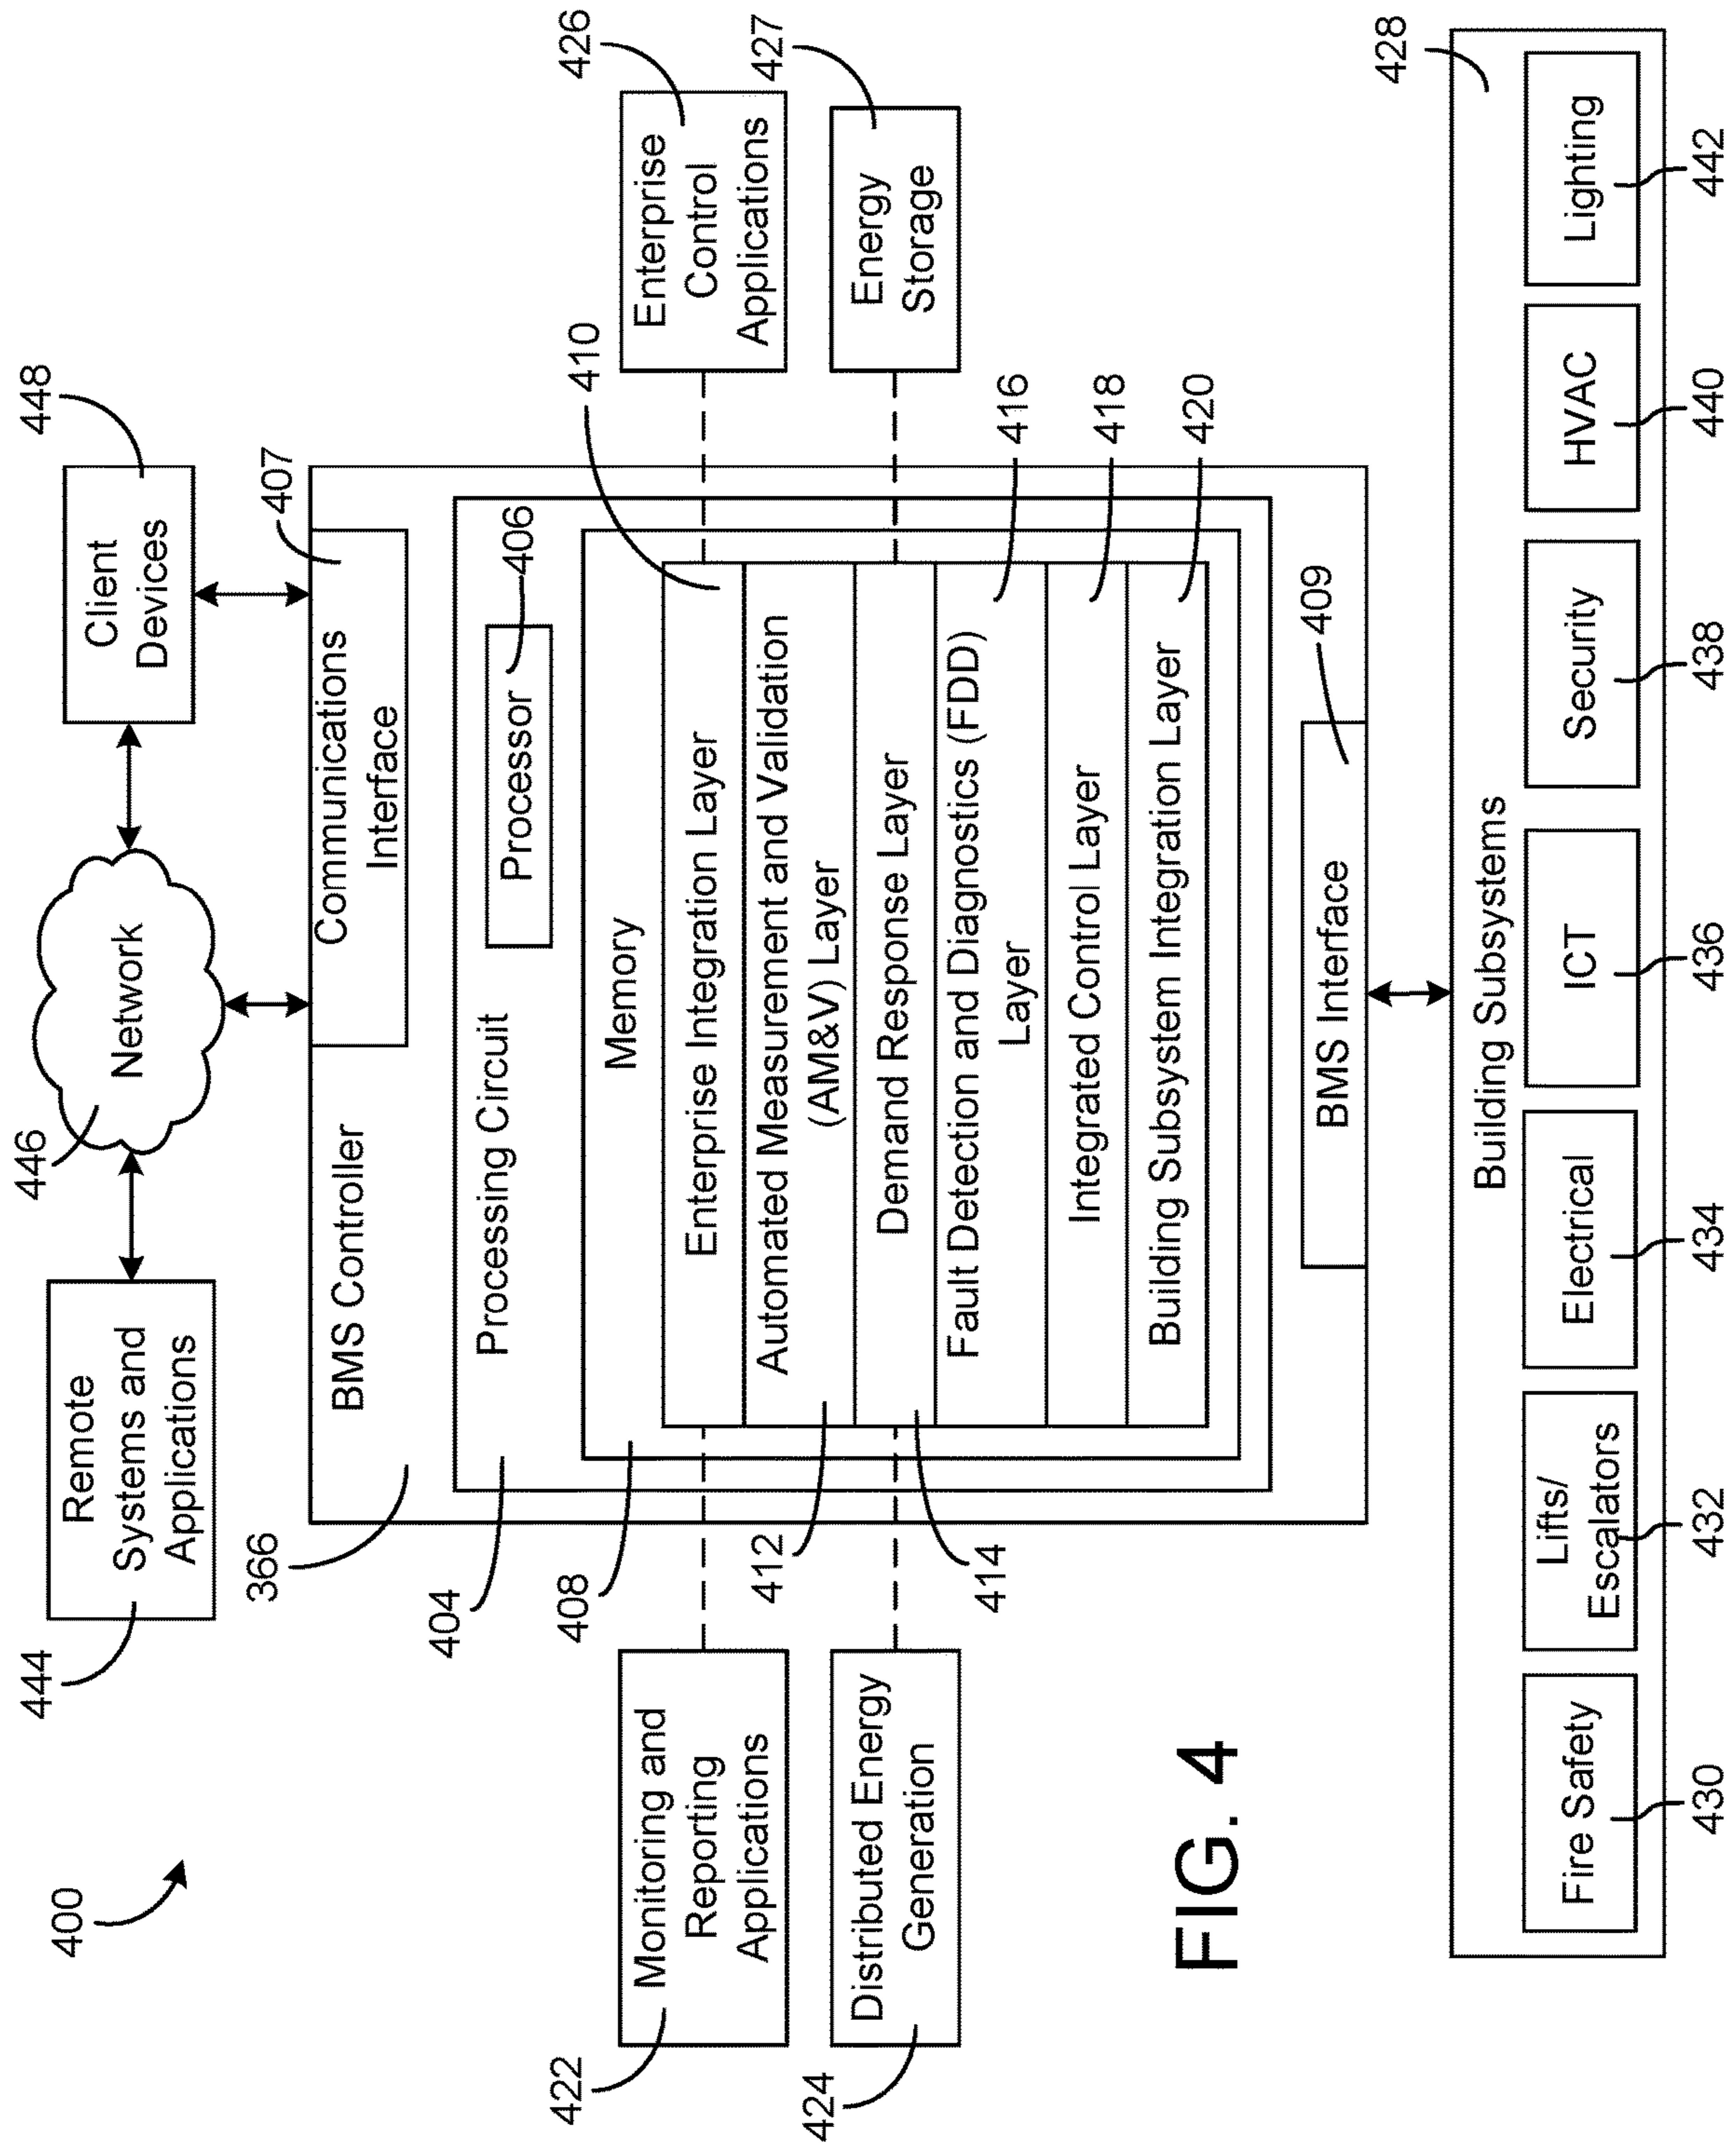 400
444
Remote
Systems and
Applications
446
Network
448
Client
Devices
366
BMS Controller
407
Communications
Interface
404
Processing Circuit
Processor
406
408
Memory
410
Enterprise Integration Layer
Automated Measurement and Validation
(AM&V) Layer
412
Demand Response Layer
414
Fault Detection and Diagnostics (FDD)
Layer
416
Integrated Control Layer
418
Building Subsystem Integration Layer
420
BMS Interface
409
422
Monitoring and
Reporting
Applications
424
Distributed Energy
Generation
426
Enterprise
Control
Applications
427
Energy
Storage
FIG. 4
428
Building Subsystems
Fire Safety
Lifts/
Escalators
Electrical
ICT
Security
HVAC
Lighting
430
432
434
436
438
440
442